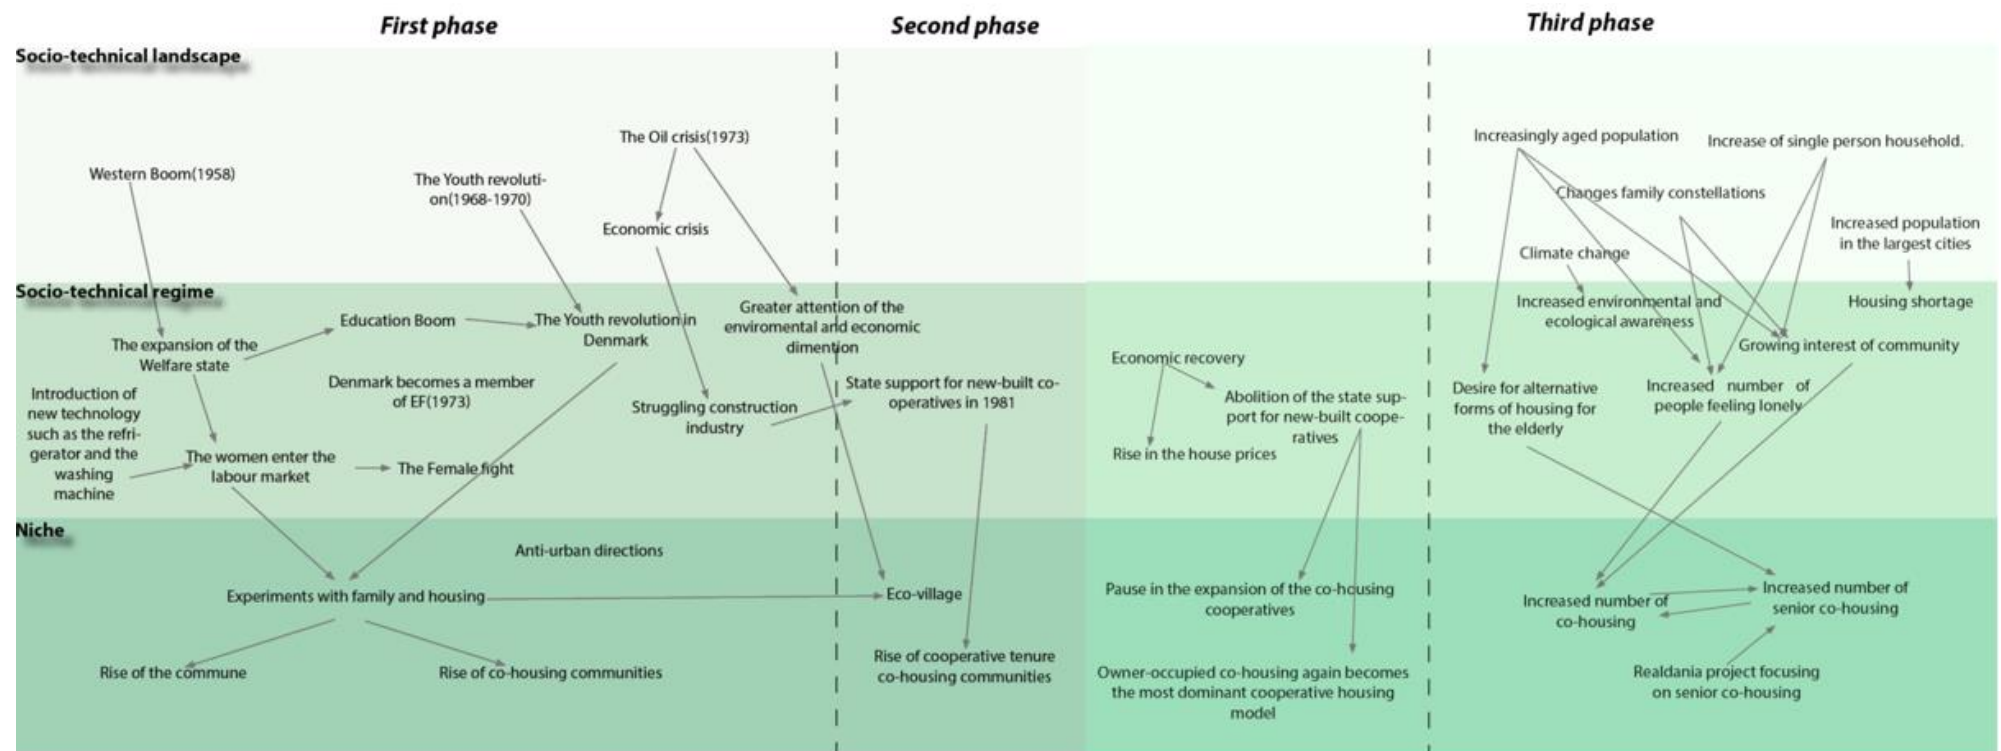 First phase
Second phase
Third phase
Socio-technical landscape
Western Boom(1958)
The Youth revoluti-
on(1968-1970)
The Oil crisis(1973)
Economic crisis
Increasingly aged population
Increase of single person household.
Changes family constellations
Increased population
in the largest cities
Climate change
Socio-technical regime
The expansion of the
Welfare state
Education Boom
The Youth revolution in
Denmark
Greater attention of the
enviromental and economic
dimention
Introduction of
new technology
such as the refri-
gerator and the
washing
machine
Denmark becomes a member
of EF(1973)
Struggling construction
industry
State support for new-built co-
operatives in 1981
The women enter the
labour market
The Female fight
Economic recovery
Abolition of the state sup-
port for new-built coope-
ratives
Rise in the house prices
Increased environmental and
ecological awareness
Housing shortage
Growing interest of community
Desire for alternative
forms of housing for
the elderly
Increased number of
people feeling lonely
Niche
Anti-urban directions
Experiments with family and housing
Eco-village
Rise of the commune
Rise of co-housing communities
Rise of cooperative tenure
co-housing communities
Pause in the expansion of the co-housing
cooperatives
Owner-occupied co-housing again becomes
the most dominant cooperative housing
model
Increased number of
co-housing
Increased number of
senior co-housing
Realdania project focusing
on senior co-housing